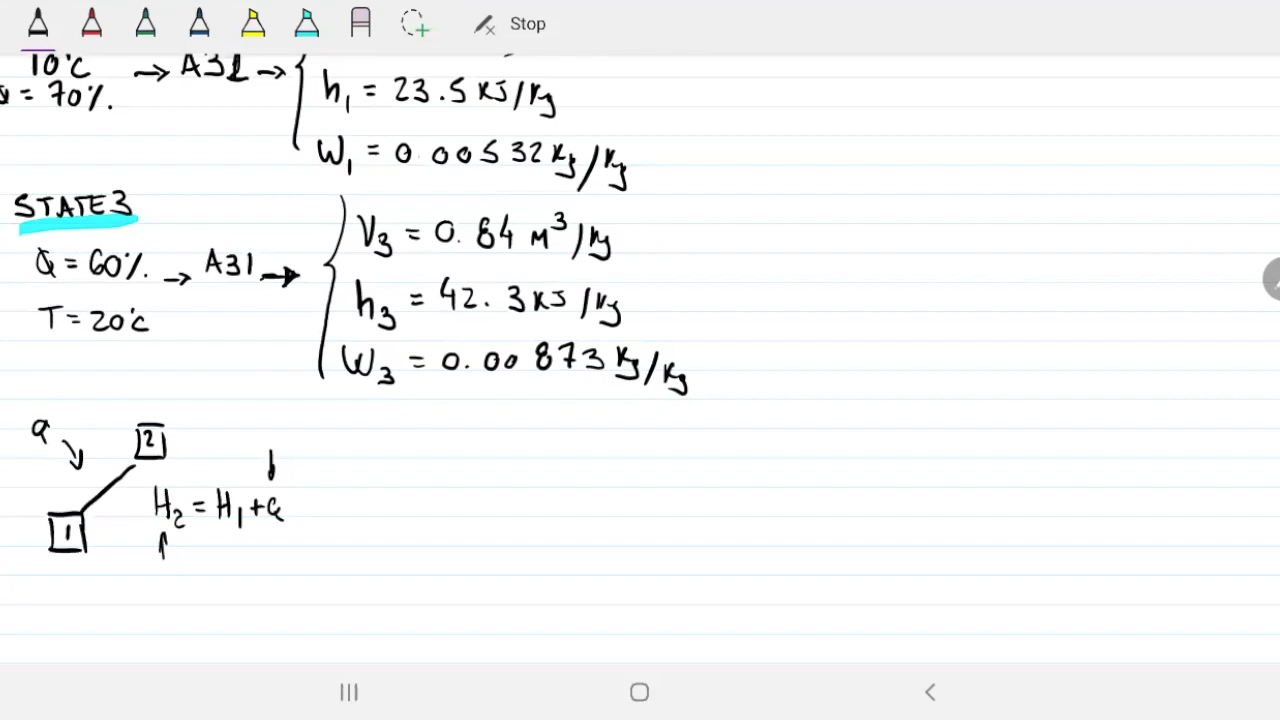 Stop
10°C → A31 →
h₁ = 23.5 KJ/Kg
= 70%.
W₁ = 0.00532 Kg/Kg
STATE 3
V₃ = 0.84 m³/Kg
Q = 60%. → A31 →
h₃ = 42.3 KJ/Kg
T = 20°C
W₃ = 0.00873 Kg/Kg
Q
2
H₂ = H₁ + Q
1